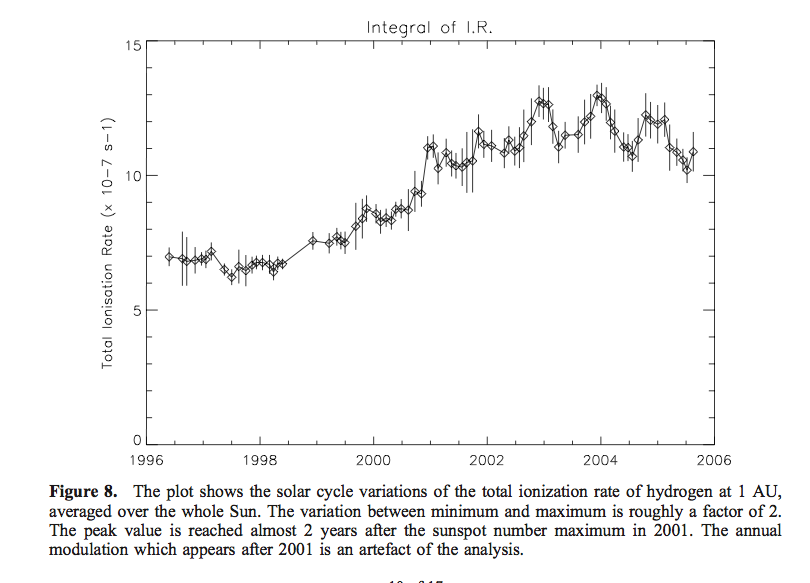 Integral of I.R.
15
10
5
0
Total Ionisation Rate (x 10−7 s−1)
1996 1998 2000 2002 2004 2006
Figure 8. The plot shows the solar cycle variations of the total ionization rate of hydrogen at 1 AU,
averaged over the whole Sun. The variation between minimum and maximum is roughly a factor of 2.
The peak value is reached almost 2 years after the sunspot number maximum in 2001. The annual
modulation which appears after 2001 is an artefact of the analysis.